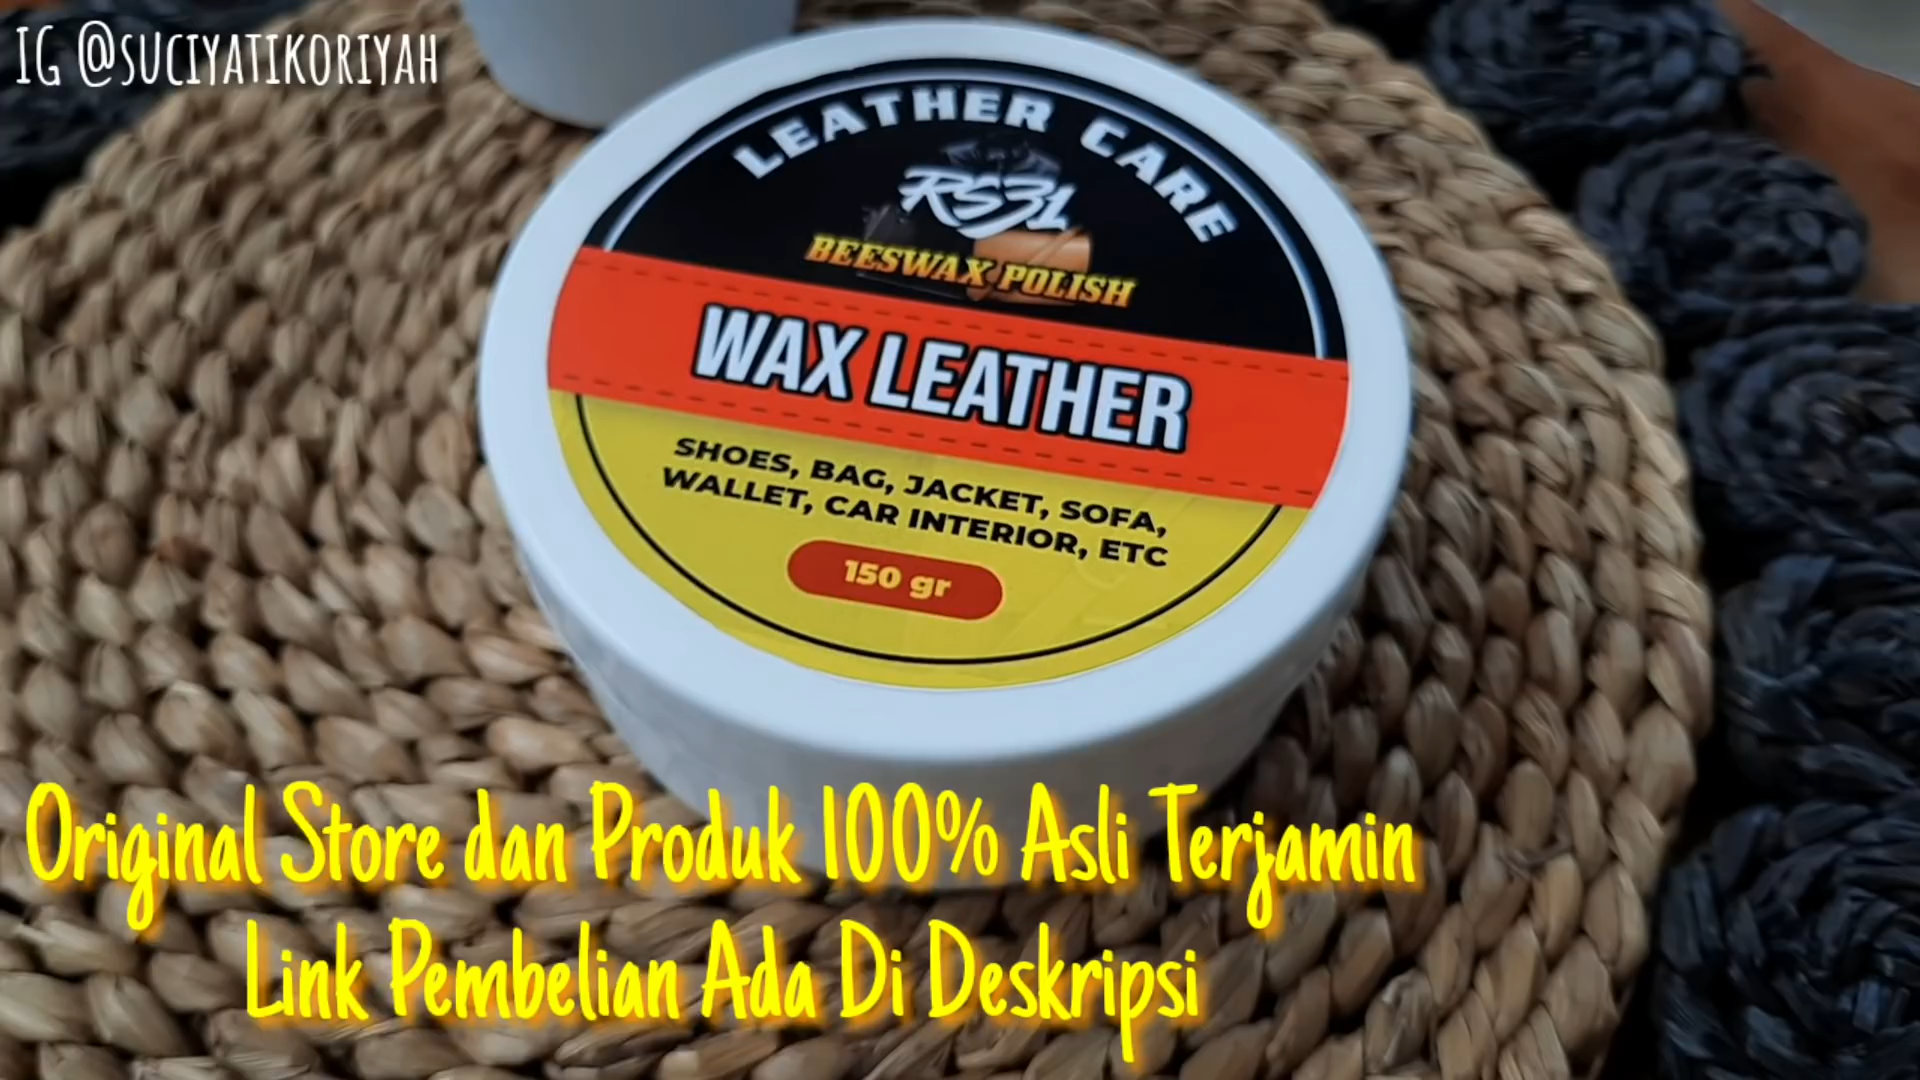 IG @SUCIYATIKORIYAH
LEATHER CARE
RS31
BEESWAX POLISH
WAX LEATHER
SHOES, BAG, JACKET, SOFA,
WALLET, CAR INTERIOR, ETC
150 gr
Original Store dan Produk 100% Asli Terjamin
Link Pembelian Ada Di Deskripsi